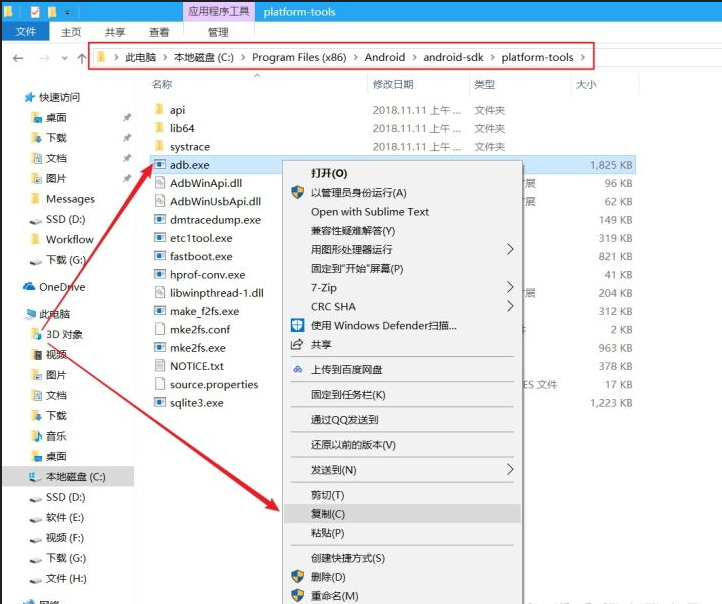 应用程序工具 platform-tools
文件 主页 共享 查看 管理
此电脑 本地磁盘 (C:) Program Files (x86) Android android-sdk platform-tools
名称 修改日期 类型 大小
快速访问
桌面
下载
文档
图片
Messages
SSD (D:)
Workflow
下载 (G:)
OneDrive
此电脑
3D 对象
视频
图片
文档
下载
音乐
桌面
本地磁盘 (C:)
SSD (D:)
软件 (E:)
视频 (F:)
下载 (G:)
文件 (H:)
api 2018.11.11 上午 ... 文件夹
lib64 2018.11.11 上午 ... 文件夹
systrace 2018.11.11 上午 ... 文件夹
adb.exe 1,825 KB
AdbWinApi.dll 展 96 KB
AdbWinUsbApi.dll 展 62 KB
dmtracedump.exe 149 KB
etc1tool.exe 319 KB
fastboot.exe 821 KB
hprof-conv.exe 41 KB
libwinpthread-1.dll 展 204 KB
make_f2fs.exe 312 KB
mke2fs.conf 2 KB
mke2fs.exe 963 KB
NOTICE.txt 378 KB
source.properties ES 文件 17 KB
sqlite3.exe 1,223 KB
打开(O)
以管理员身份运行(A)
Open with Sublime Text
兼容性疑难解答(Y)
用图形处理器运行
固定到"开始"屏幕(P)
7-Zip
CRC SHA
使用 Windows Defender扫描...
共享
上传到百度网盘
固定到任务栏(K)
通过QQ发送到
还原以前的版本(V)
发送到(N)
剪切(T)
复制(C)
粘贴(P)
创建快捷方式(S)
删除(D)
重命名(M)